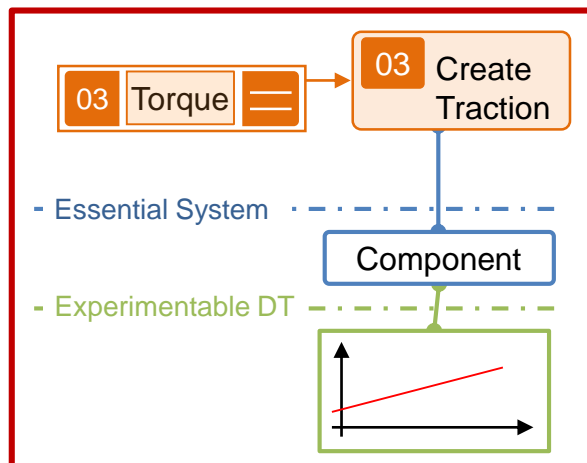 03 Torque
03 Create
Traction
Essential System
Component
Experimentable DT